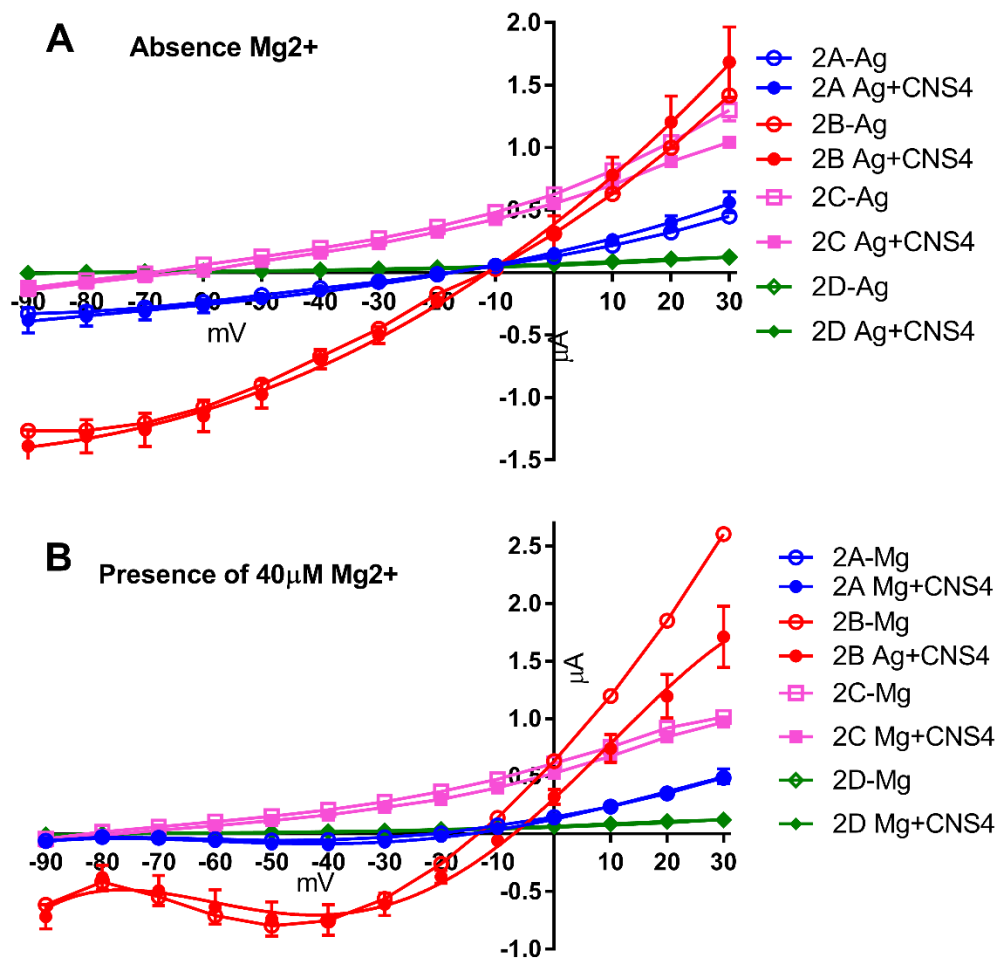 A
Absence Mg2+
2.0
1.5
1.0
0.5
-0.5
-1.0
-1.5
-90 -80 -70 -60 -50 -40 -30 -20 -10 10 20 30
mV
μA
2A-Ag
2A Ag+CNS4
2B-Ag
2B Ag+CNS4
2C-Ag
2C Ag+CNS4
2D-Ag
2D Ag+CNS4
B
Presence of 40μM Mg2+
2.5
2.0
1.5
1.0
0.5
-0.5
-1.0
-90 -80 -70 -60 -50 -40 -30 -20 -10 10 20 30
mV
μA
2A-Mg
2A Mg+CNS4
2B-Mg
2B Ag+CNS4
2C-Mg
2C Mg+CNS4
2D-Mg
2D Mg+CNS4